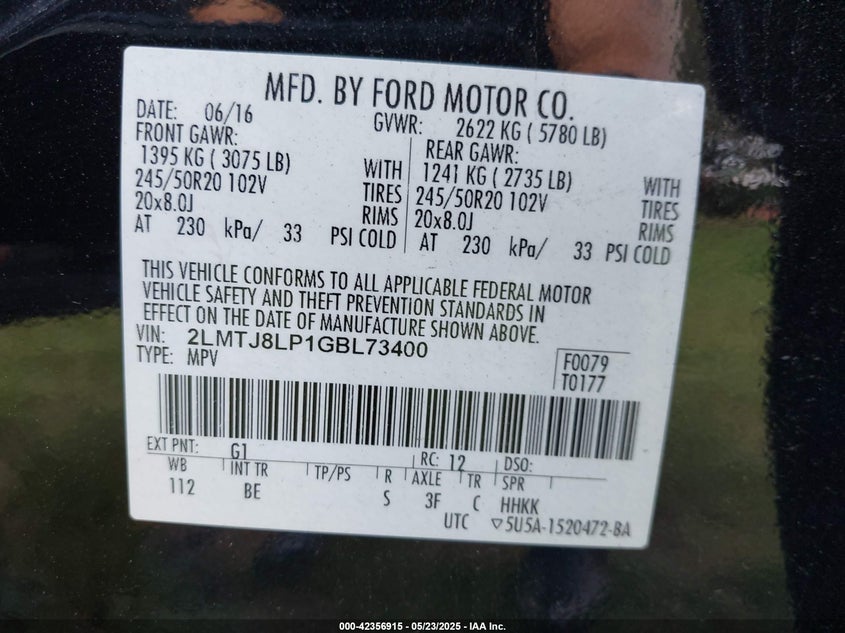 MFD. BY FORD MOTOR CO.
DATE: 06/16 GVWR: 2622 KG ( 5780 LB)
FRONT GAWR: REAR GAWR:
1395 KG ( 3075 LB) WITH 1241 KG ( 2735 LB) WITH
245/50R20 102V TIRES 245/50R20 102V TIRES
20x8.0J RIMS 20x8.0J RIMS
AT 230 kPa/ 33 PSI COLD AT 230 kPa/ 33 PSI COLD
THIS VEHICLE CONFORMS TO ALL APPLICABLE FEDERAL MOTOR
VEHICLE SAFETY AND THEFT PREVENTION STANDARDS IN
EFFECT ON THE DATE OF MANUFACTURE SHOWN ABOVE.
VIN: 2LMTJ8LP1GBL73400
TYPE: MPV F0079
T0177
EXT PNT: G1 RC: 12 DSO:
WB INT TR TP/PS R AXLE TR SPR
112 BE S 3F C HHKK
UTC ▽5U5A-1520472-BA
000-42356915 - 05/23/2025 - IAA Inc.